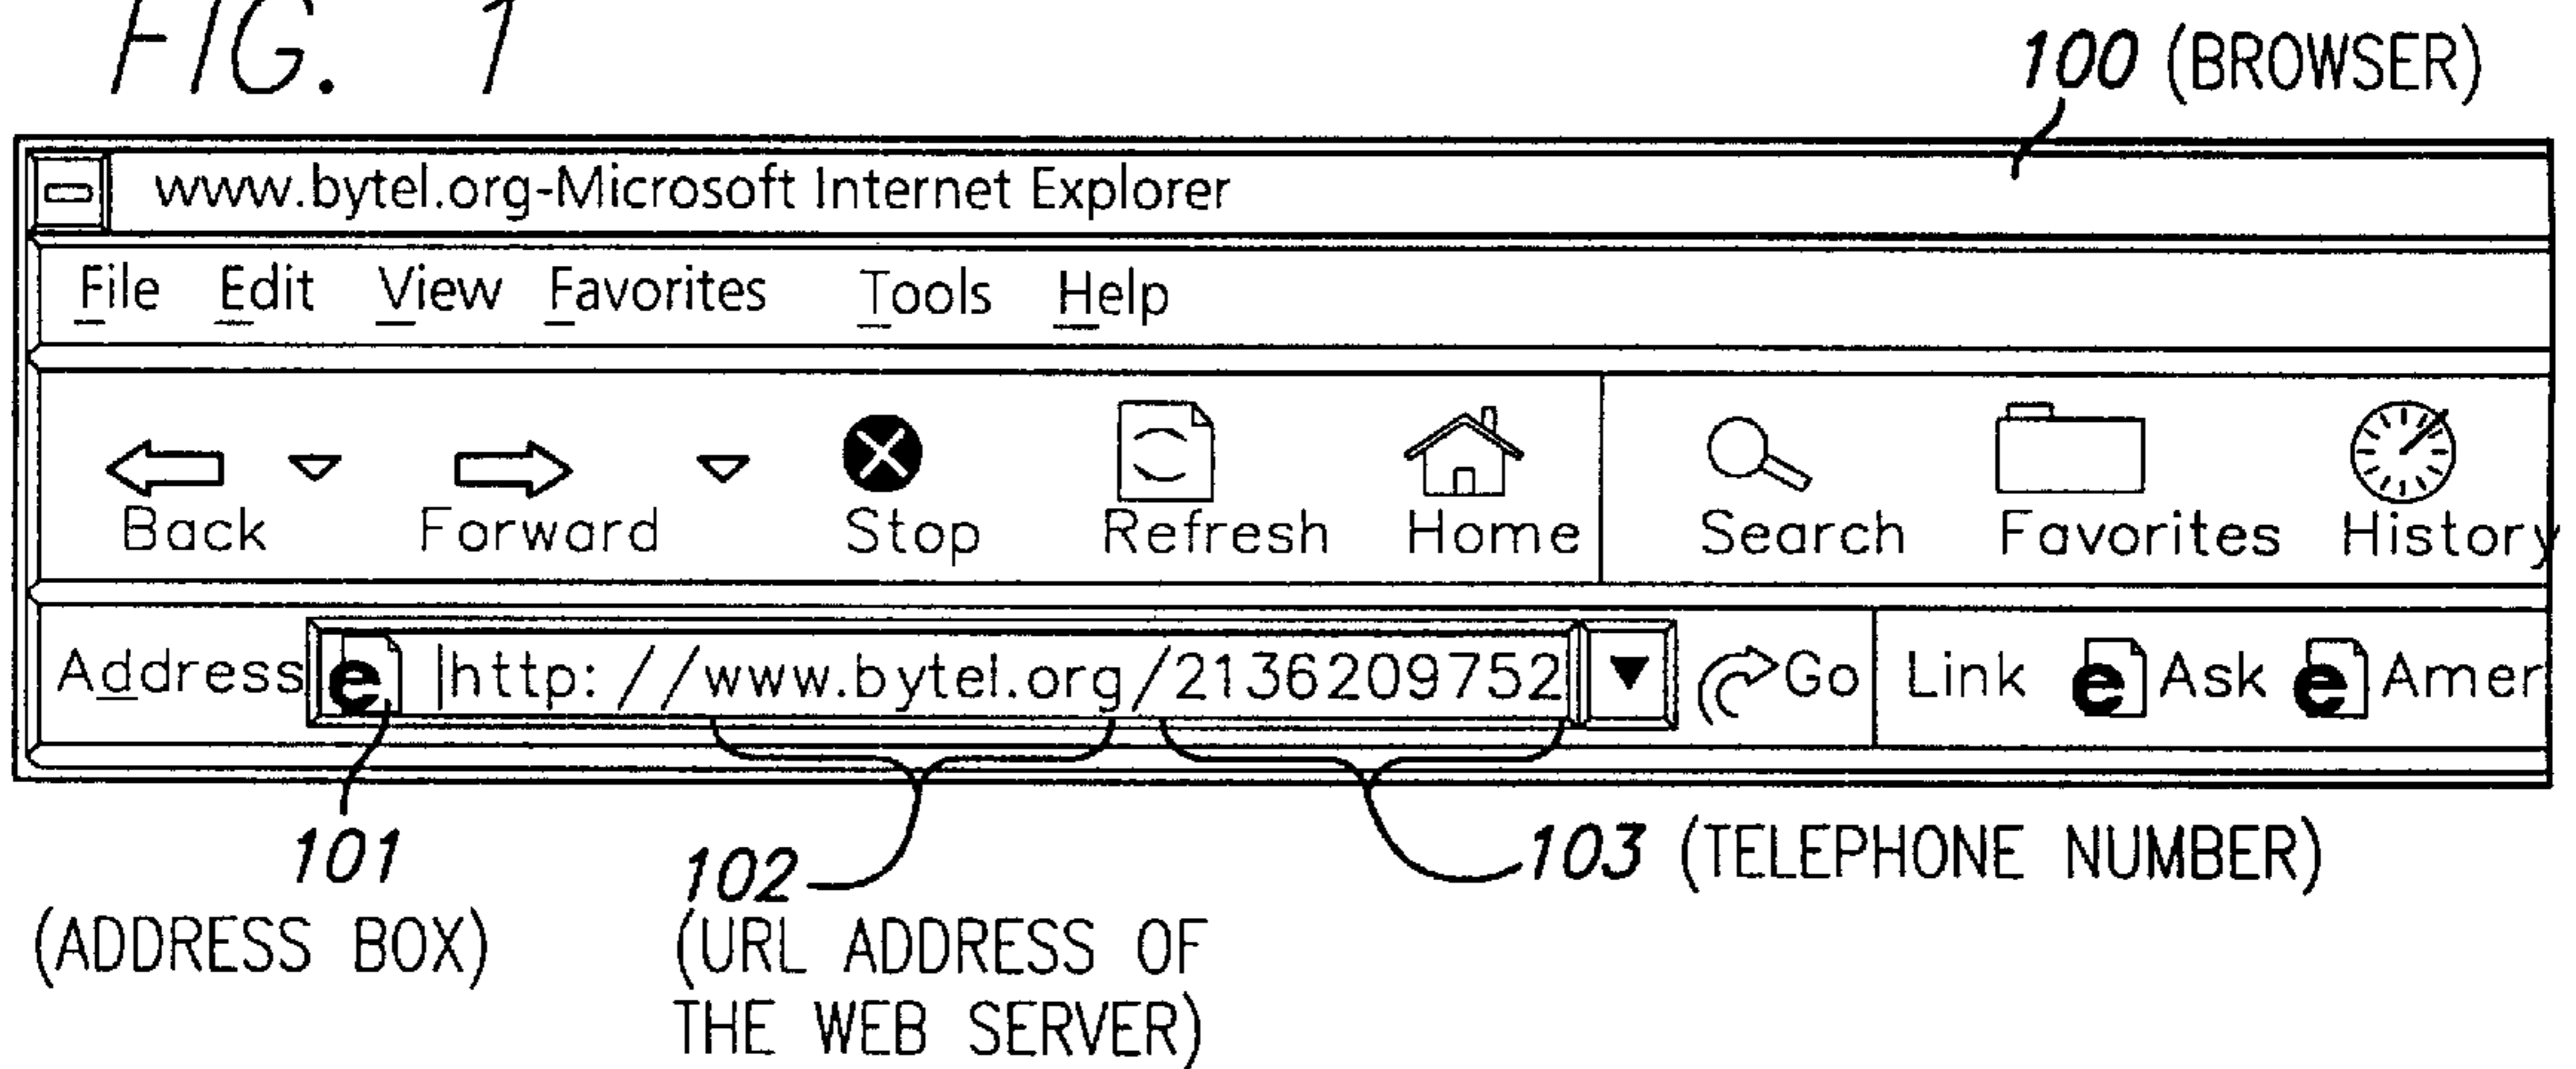 FIG. 1
100 (BROWSER)
www.bytel.org-Microsoft Internet Explorer
File Edit View Favorites Tools Help
Back Forward Stop Refresh Home Search Favorites History
Address http://www.bytel.org/2136209752 Go Link Ask Amer
101
(ADDRESS BOX)
102
(URL ADDRESS OF
THE WEB SERVER)
103 (TELEPHONE NUMBER)